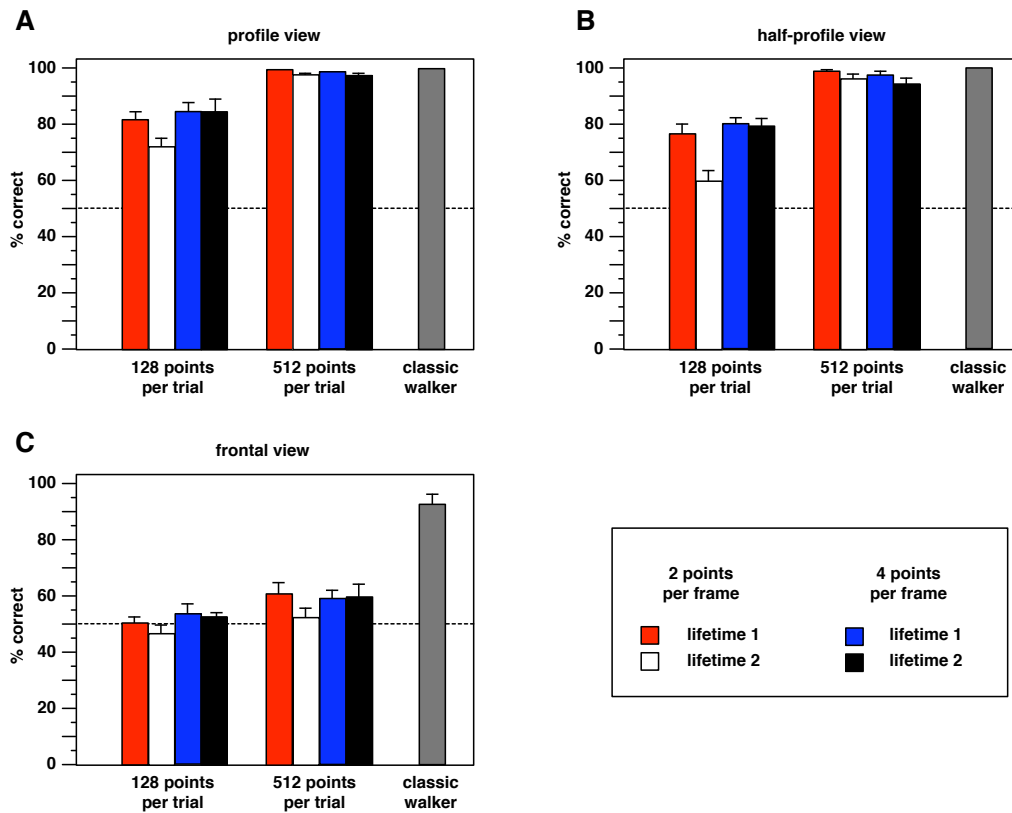 A
profile view
% correct
100
80
60
40
20
0
128 points
per trial
512 points
per trial
classic
walker
B
half-profile view
% correct
100
80
60
40
20
0
128 points
per trial
512 points
per trial
classic
walker
C
frontal view
% correct
100
80
60
40
20
0
128 points
per trial
512 points
per trial
classic
walker
2 points
per frame
lifetime 1
lifetime 2
4 points
per frame
lifetime 1
lifetime 2